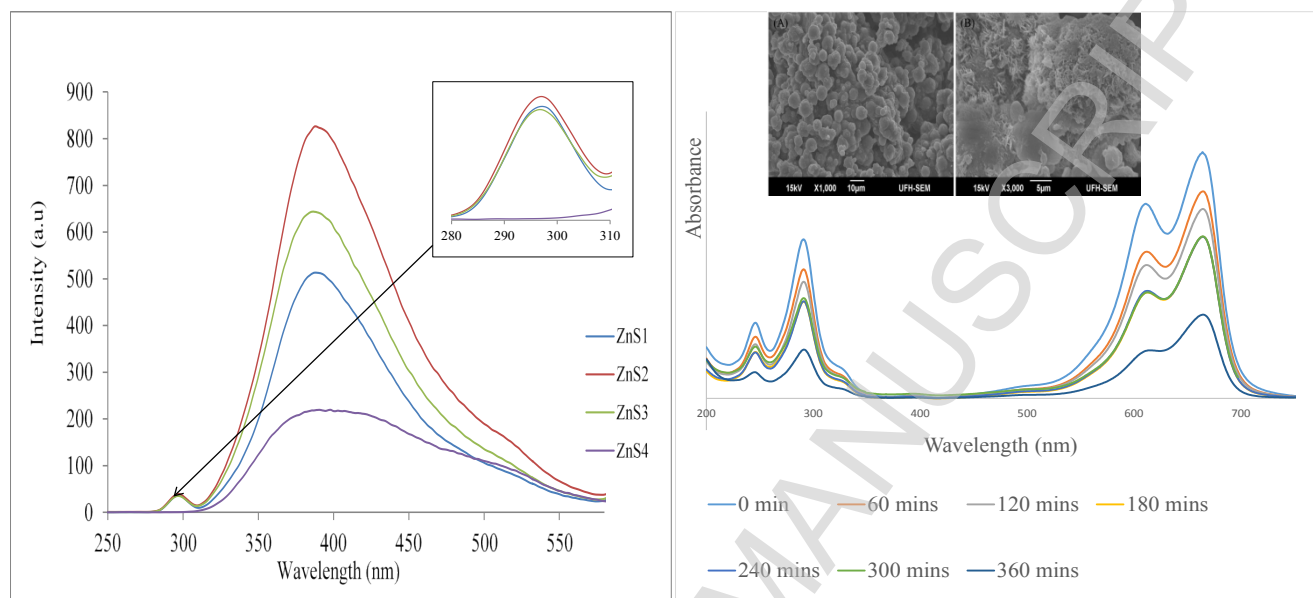 900
800
700
600
500
400
300
200
100
0
Intensity (a.u)
250 300 350 400 450 500 550
Wavelength (nm)
280 290 300 310
ZnS1
ZnS2
ZnS3
ZnS4
(A) (B)
15kV X1,000 10µm UFH-SEM
15kV X3,000 5µm UFH-SEM
Absorbance
200 300 400 500 600 700
Wavelength (nm)
0 min 60 mins 120 mins 180 mins
240 mins 300 mins 360 mins
MANUSCRIP